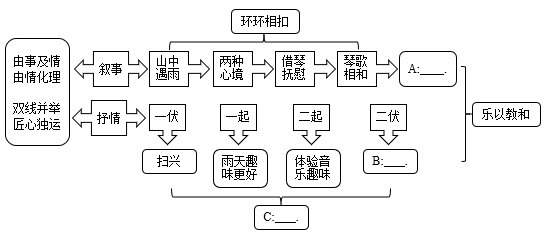 环环相扣
由事及情
由情化理
双线并举
匠心独运
叙事
山中
遇雨
两种
心境
借琴
抚慰
琴歌
相和
A:____.
抒情
一伏
一起
二起
二伏
乐以教和
扫兴
雨天趣
味更好
体验音
乐趣味
B:___.
C:___.